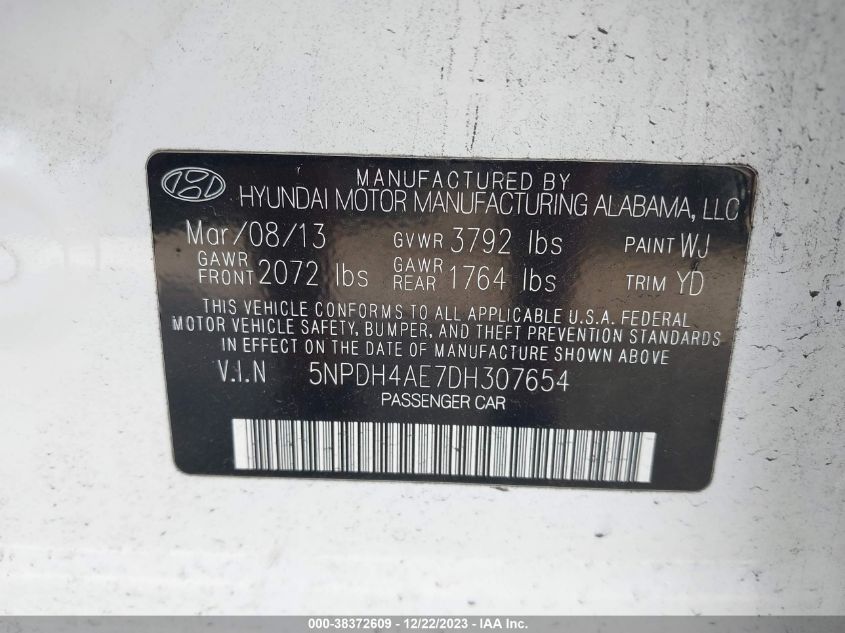 MANUFACTURED BY
HYUNDAI MOTOR MANUFACTURING ALABAMA, LLC
Mar/08/13 GVWR 3792 lbs PAINT WJ
GAWR FRONT 2072 lbs GAWR REAR 1764 lbs TRIM YD
THIS VEHICLE CONFORMS TO ALL APPLICABLE U.S.A. FEDERAL
MOTOR VEHICLE SAFETY, BUMPER, AND THEFT PREVENTION STANDARDS
IN EFFECT ON THE DATE OF MANUFACTURE SHOWN ABOVE
V.I.N 5NPDH4AE7DH307654
PASSENGER CAR
000-38372609 - 12/22/2023 - IAA Inc.